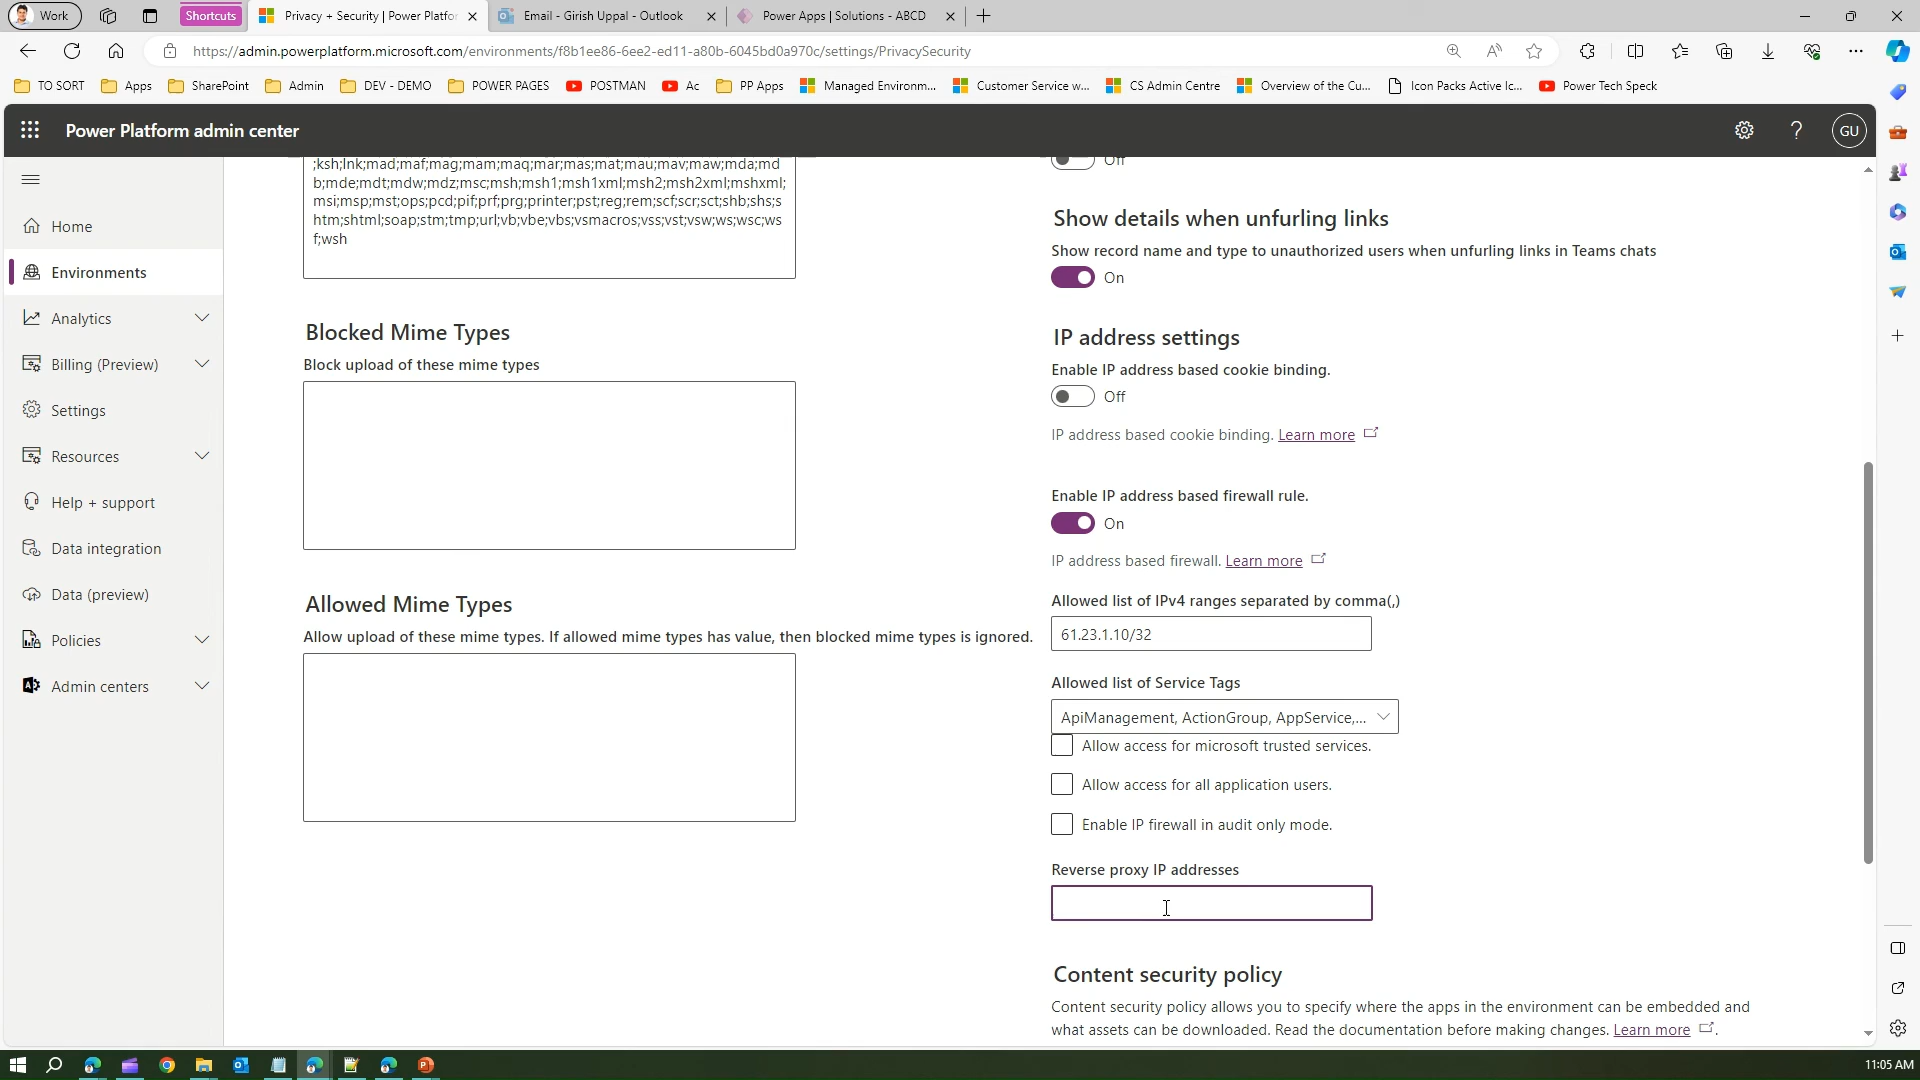 Work
Shortcuts
Privacy + Security | Power Platfor
Email - Girish Uppal - Outlook
Power Apps | Solutions - ABCD
https://admin.powerplatform.microsoft.com/environments/f8b1ee86-6ee2-ed11-a80b-6045bd0a970c/settings/PrivacySecurity
TO SORT
Apps
SharePoint
Admin
DEV - DEMO
POWER PAGES
POSTMAN
Ac
PP Apps
Managed Environm...
Customer Service w...
CS Admin Centre
Overview of the Cu...
Icon Packs Active Ic...
Power Tech Speck
Power Platform admin center
?
GU
Home
Environments
Analytics
Billing (Preview)
Settings
Resources
Help + support
Data integration
Data (preview)
Policies
Admin centers
;ksh;lnk;mad;maf;mag;mam;maq;mar;mas;mat;mau;mav;maw;mda;md
b;mde;mdt;mdw;mdz;msc;msh;msh1;msh1xml;msh2;msh2xml;mshxml;
msi;msp;mst;ops;pcd;pif;prf;prg;printer;pst;reg;rem;scf;scr;sct;shb;shs;s
htm;shtml;soap;stm;tmp;url;vb;vbe;vbs;vsmacros;vss;vst;vsw;ws;wsc;ws
f;wsh
Blocked Mime Types
Block upload of these mime types
Allowed Mime Types
Allow upload of these mime types. If allowed mime types has value, then blocked mime types is ignored.
Off
Show details when unfurling links
Show record name and type to unauthorized users when unfurling links in Teams chats
On
IP address settings
Enable IP address based cookie binding.
Off
IP address based cookie binding. Learn more
Enable IP address based firewall rule.
On
IP address based firewall. Learn more
Allowed list of IPv4 ranges separated by comma(,)
61.23.1.10/32
Allowed list of Service Tags
ApiManagement, ActionGroup, AppService,...
Allow access for microsoft trusted services.
Allow access for all application users.
Enable IP firewall in audit only mode.
Reverse proxy IP addresses
Content security policy
Content security policy allows you to specify where the apps in the environment can be embedded and
what assets can be downloaded. Read the documentation before making changes. Learn more .
11:05 AM